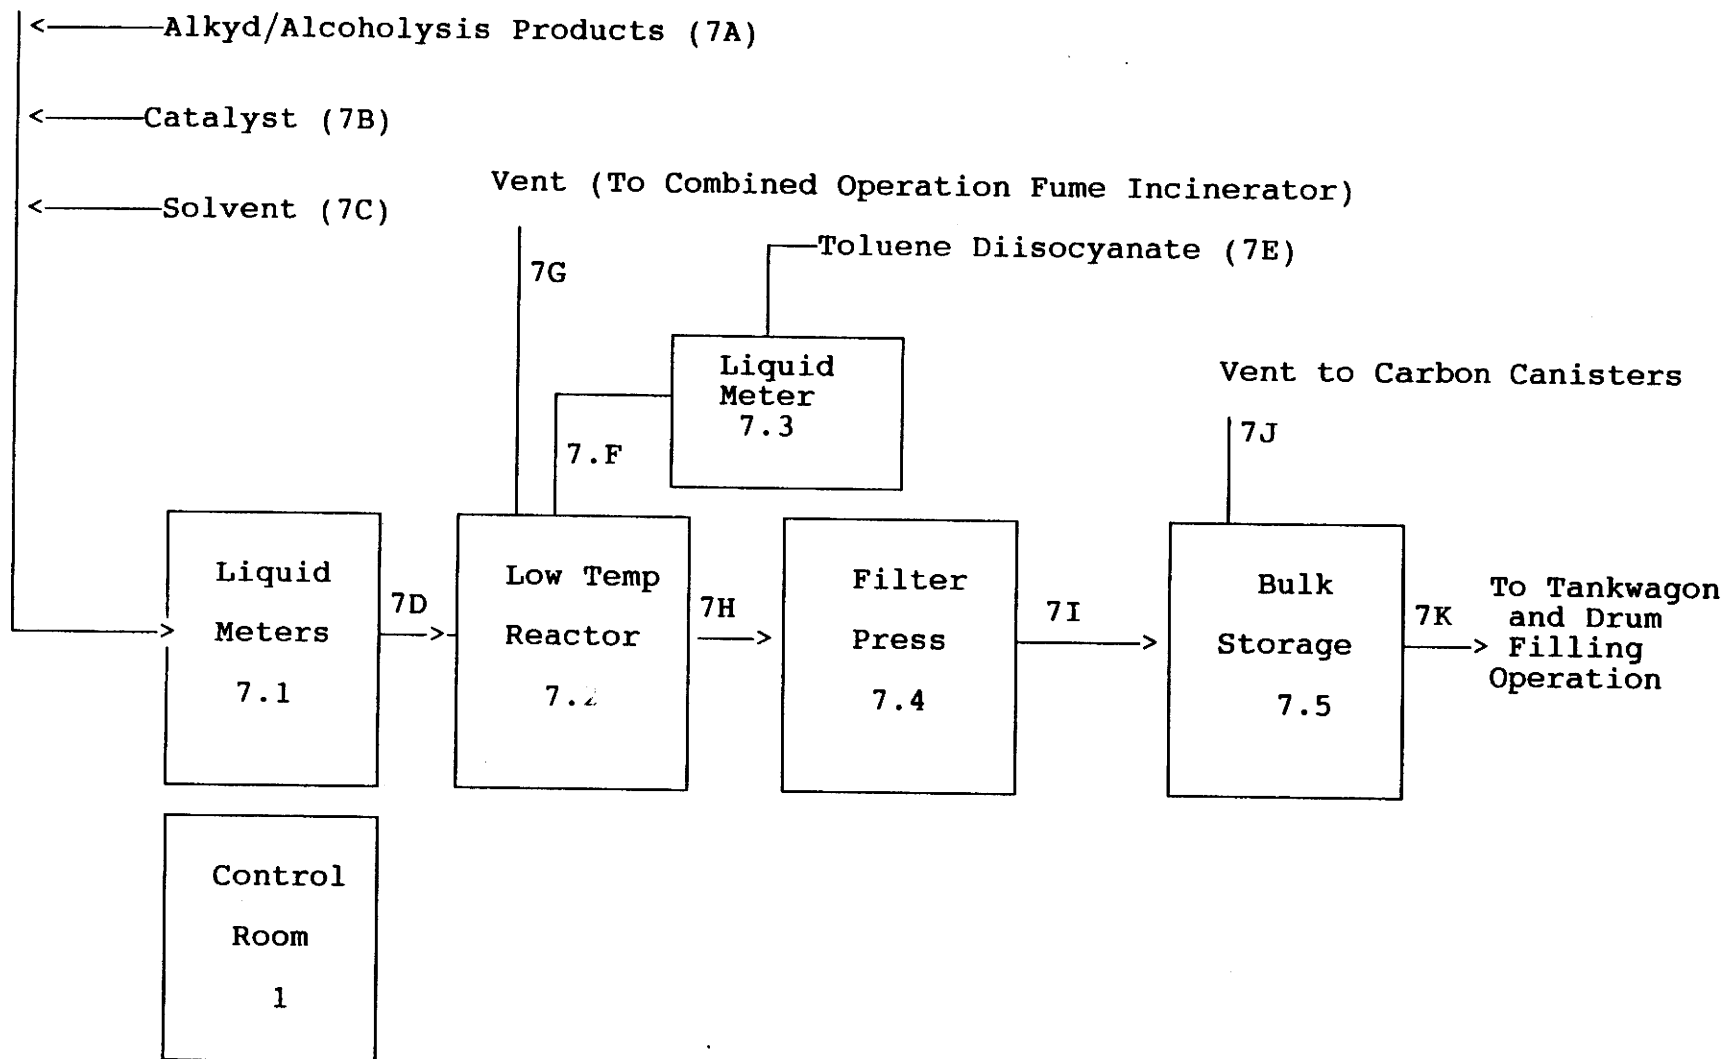 Alkyd/Alcoholysis Products (7A)
Catalyst (7B)
Solvent (7C)
Vent (To Combined Operation Fume Incinerator)
7G
Toluene Diisocyanate (7E)
Liquid
Meter
7.3
7.F
Vent to Carbon Canisters
7J
Liquid
Meters
7.1
7D
Low Temp
Reactor
7.2
7H
Filter
Press
7.4
7I
Bulk
Storage
7.5
7K
To Tankwagon
and Drum
Filling
Operation
Control
Room
1